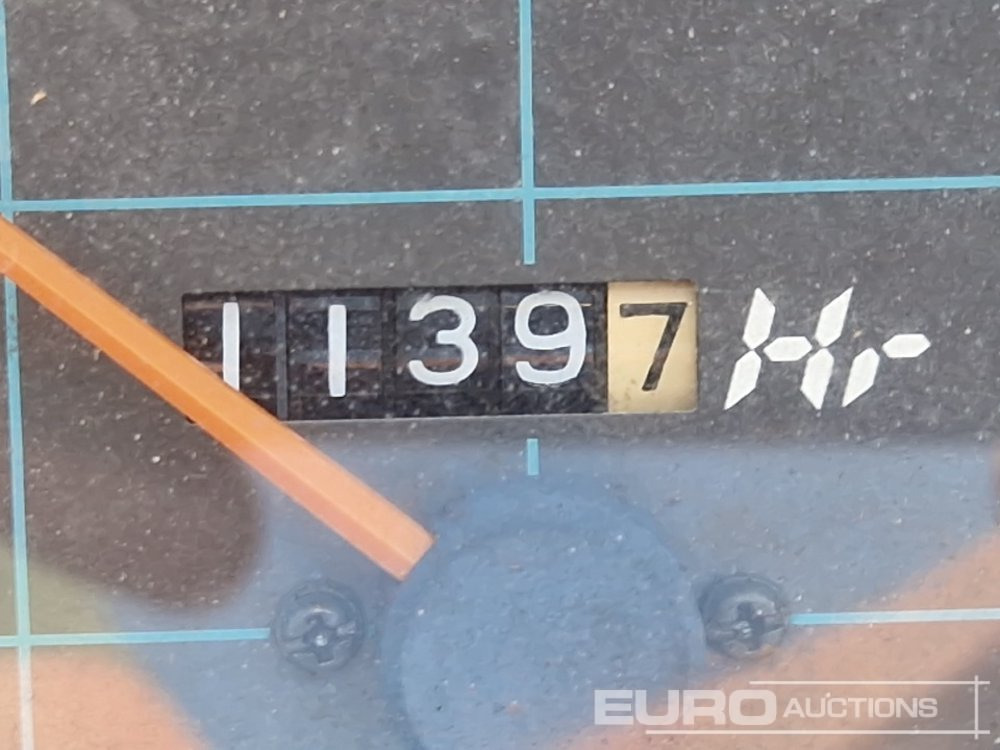 11397 Hr
EURO AUCTIONS